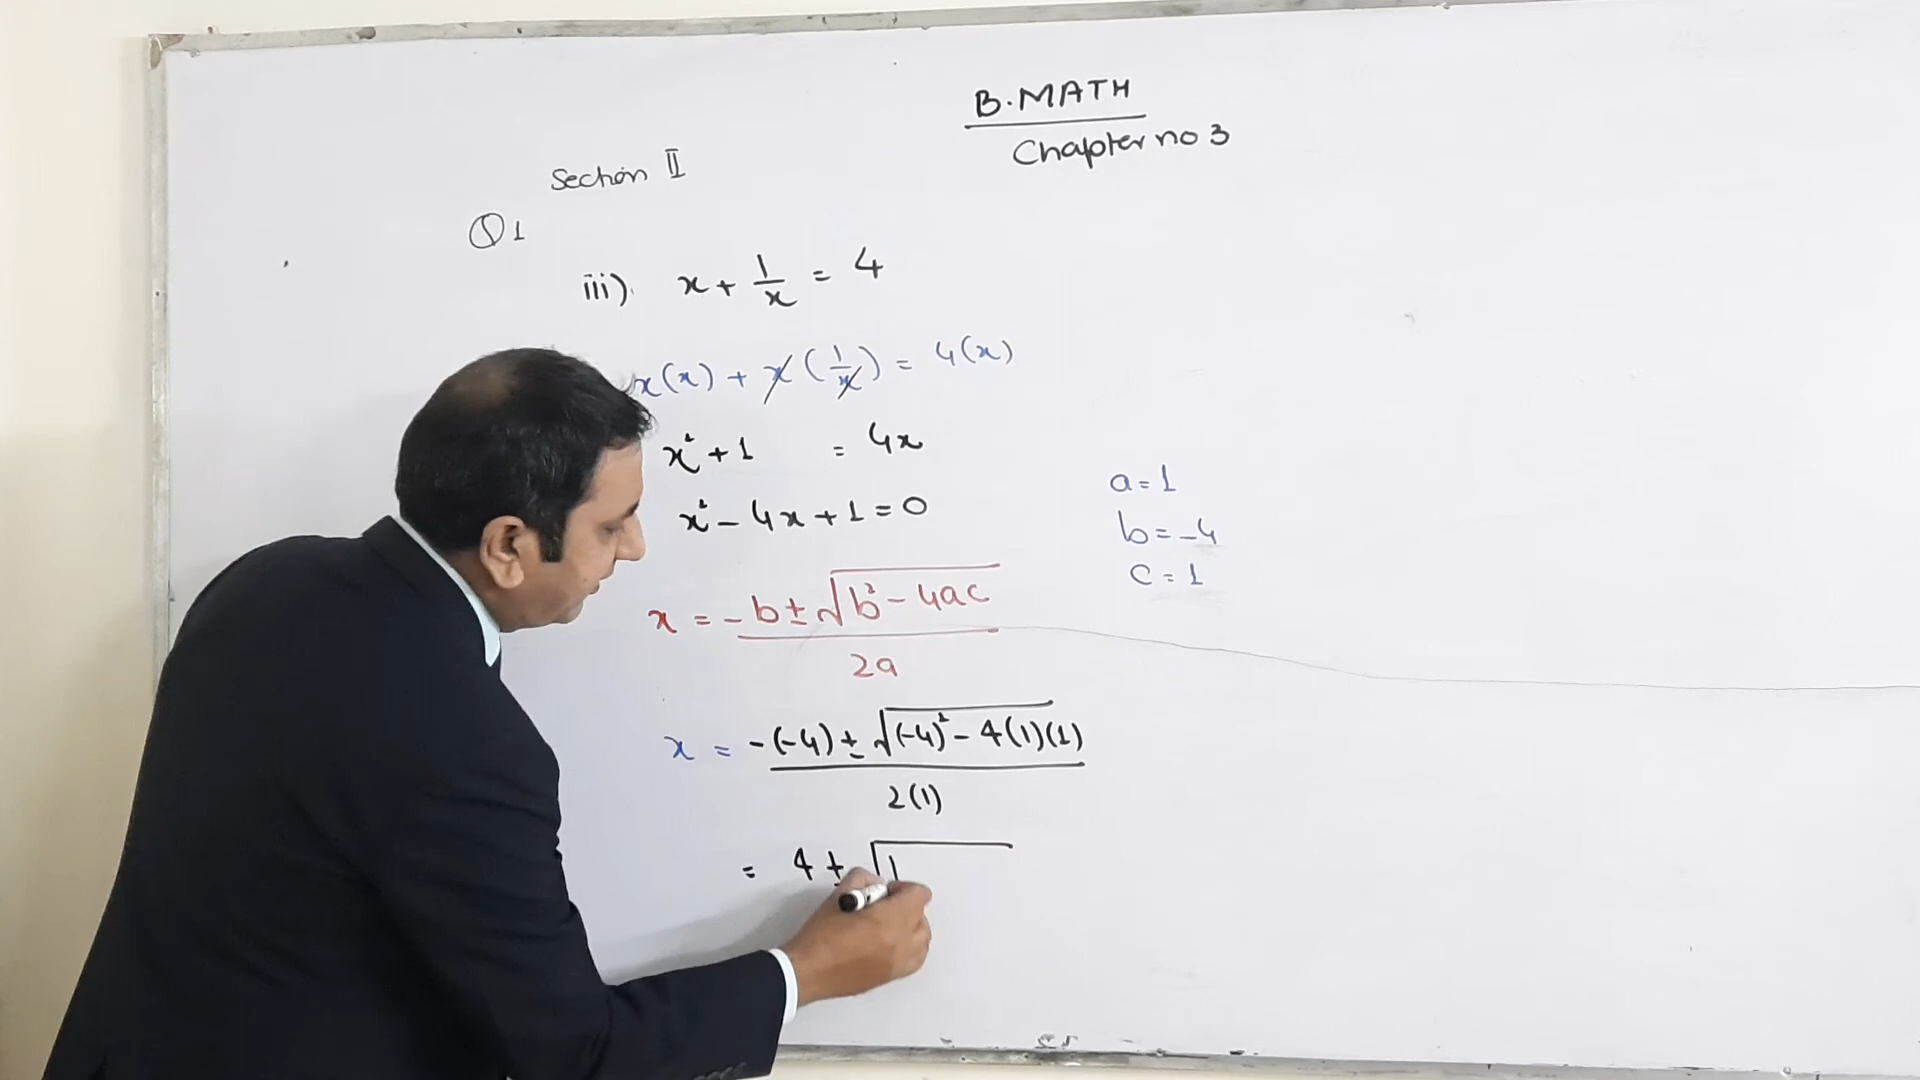 B.MATH
Chapter no 3
Section II
Q1
iii). x + 1/x = 4
x(x) + x(1/x) = 4(x)
x² + 1 = 4x
x² - 4x + 1 = 0
a = 1
b = -4
c = 1
x = -b ± √(b² - 4ac) / 2a
x = -(-4) ± √((-4)² - 4(1)(1)) / 2(1)
= 4 ± √1